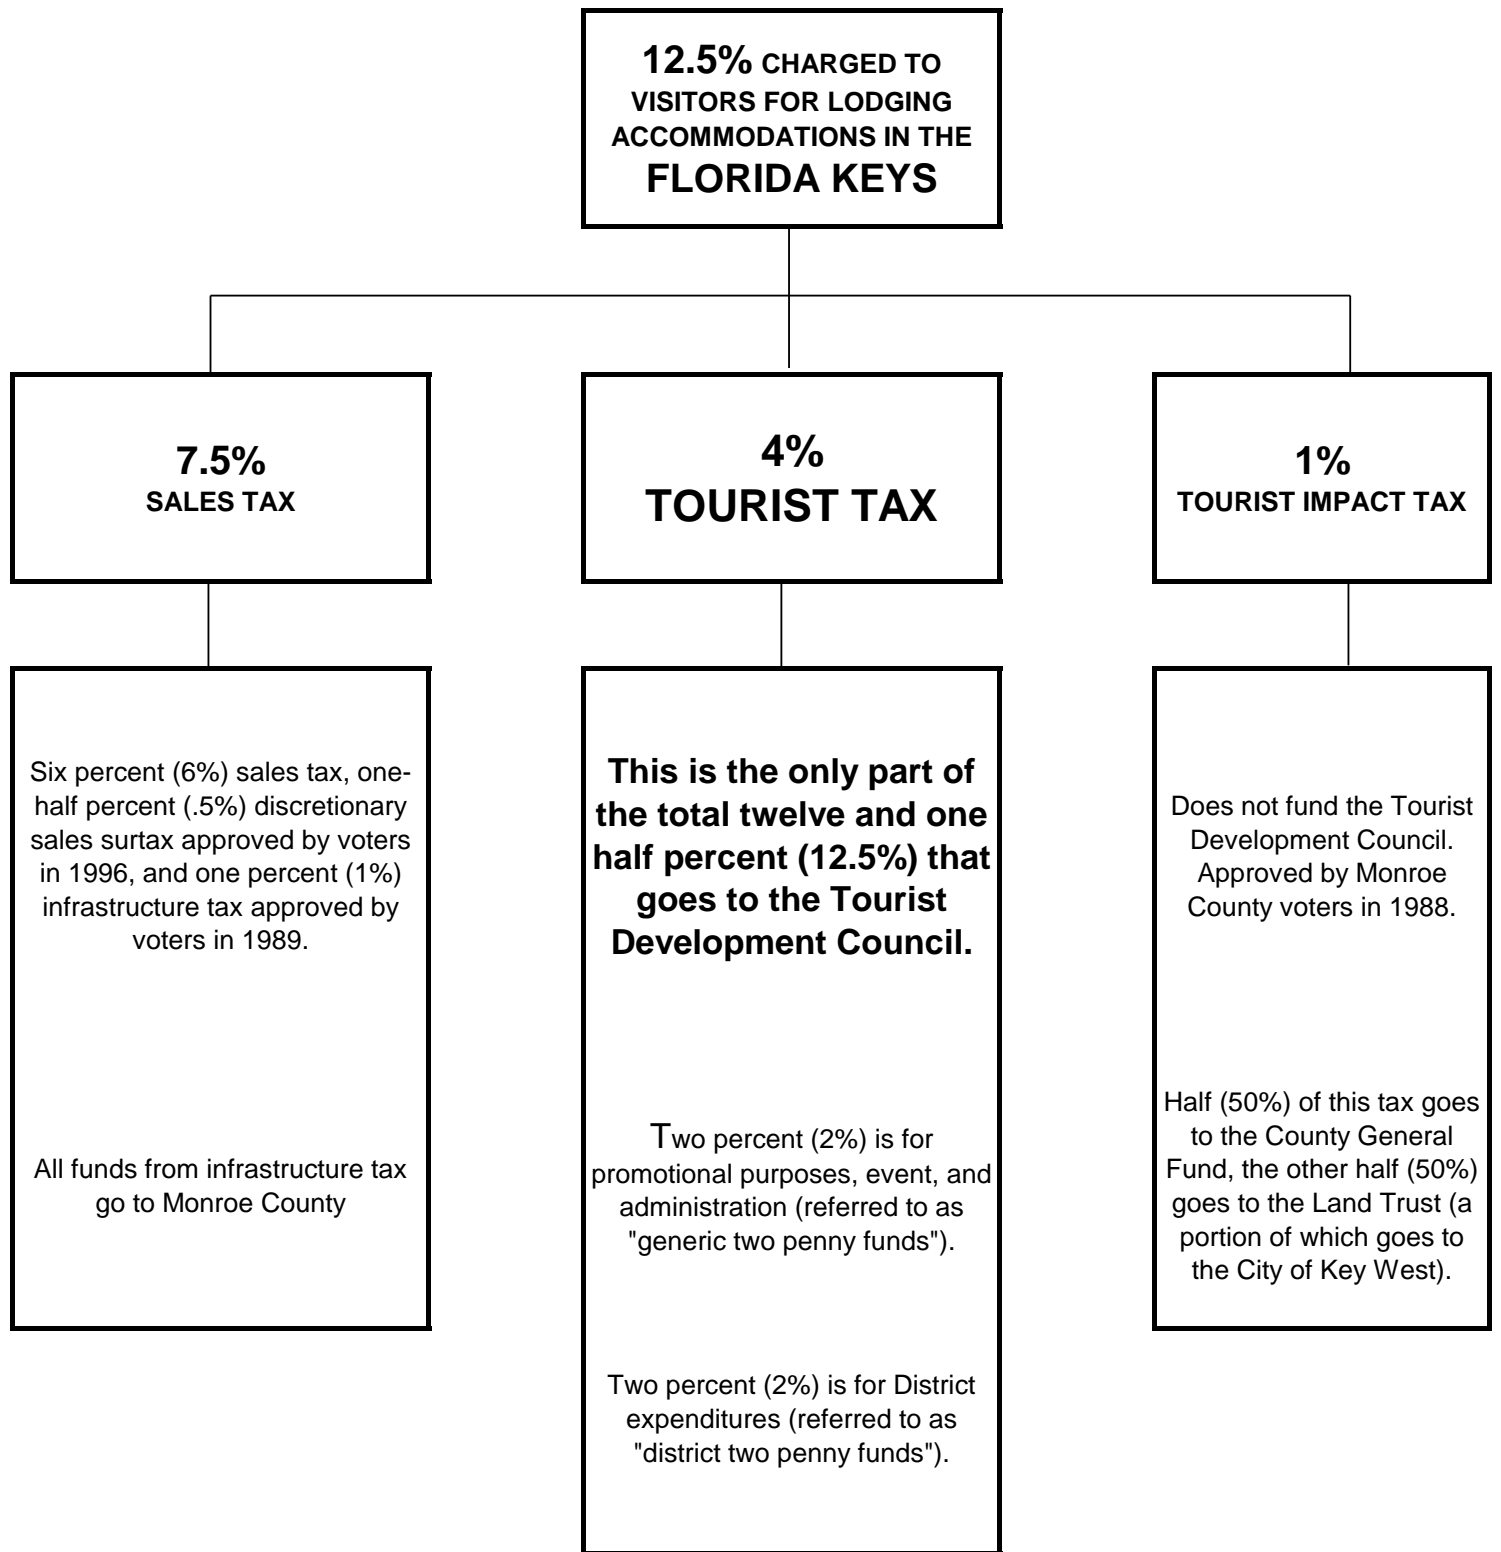 12.5% CHARGED TO
VISITORS FOR LODGING
ACCOMMODATIONS IN THE
FLORIDA KEYS
7.5%
SALES TAX
4%
TOURIST TAX
1%
TOURIST IMPACT TAX
Six percent (6%) sales tax, one-
half percent (.5%) discretionary
sales surtax approved by voters
in 1996, and one percent (1%)
infrastructure tax approved by
voters in 1989.
All funds from infrastructure tax
go to Monroe County
This is the only part of
the total twelve and one
half percent (12.5%) that
goes to the Tourist
Development Council.
Two percent (2%) is for
promotional purposes, event, and
administration (referred to as
"generic two penny funds").
Two percent (2%) is for District
expenditures (referred to as
"district two penny funds").
Does not fund the Tourist
Development Council.
Approved by Monroe
County voters in 1988.
Half (50%) of this tax goes
to the County General
Fund, the other half (50%)
goes to the Land Trust (a
portion of which goes to
the City of Key West).